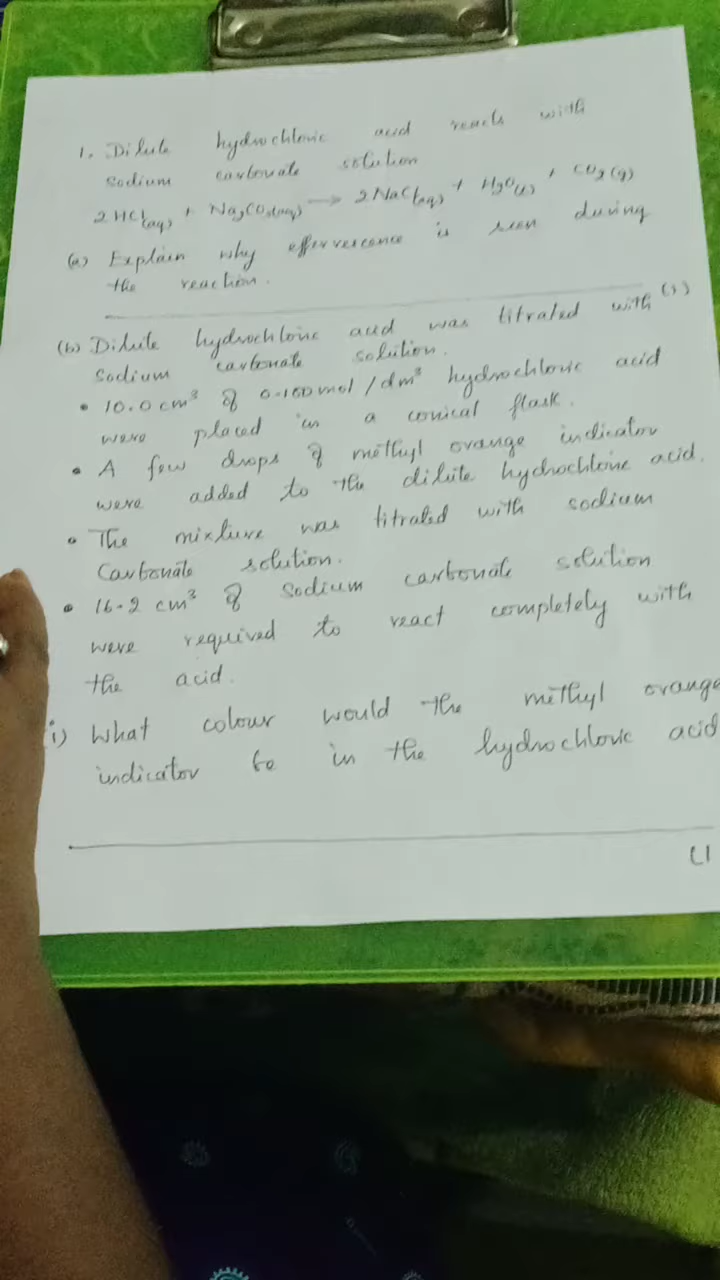 1. Dilute hydrochloric acid reacts with
sodium carbonate solution
2 HCl(aq) + Na2CO3(aq) → 2NaCl(aq) + H2O(l) + CO2(g)
(a) Explain why effervescence is seen during
the reaction.
(1)
(b) Dilute hydrochloric acid was titrated with
sodium carbonate solution.
• 10.0 cm³ of 0.100 mol/dm³ hydrochloric acid
were placed in a conical flask.
• A few drops of methyl orange indicator
were added to the dilute hydrochloric acid.
• The mixture was titrated with sodium
Carbonate solution.
• 16.2 cm³ of sodium carbonate solution
were required to react completely with
the acid.
i) What colour would the methyl orange
indicator be in the hydrochloric acid
(1